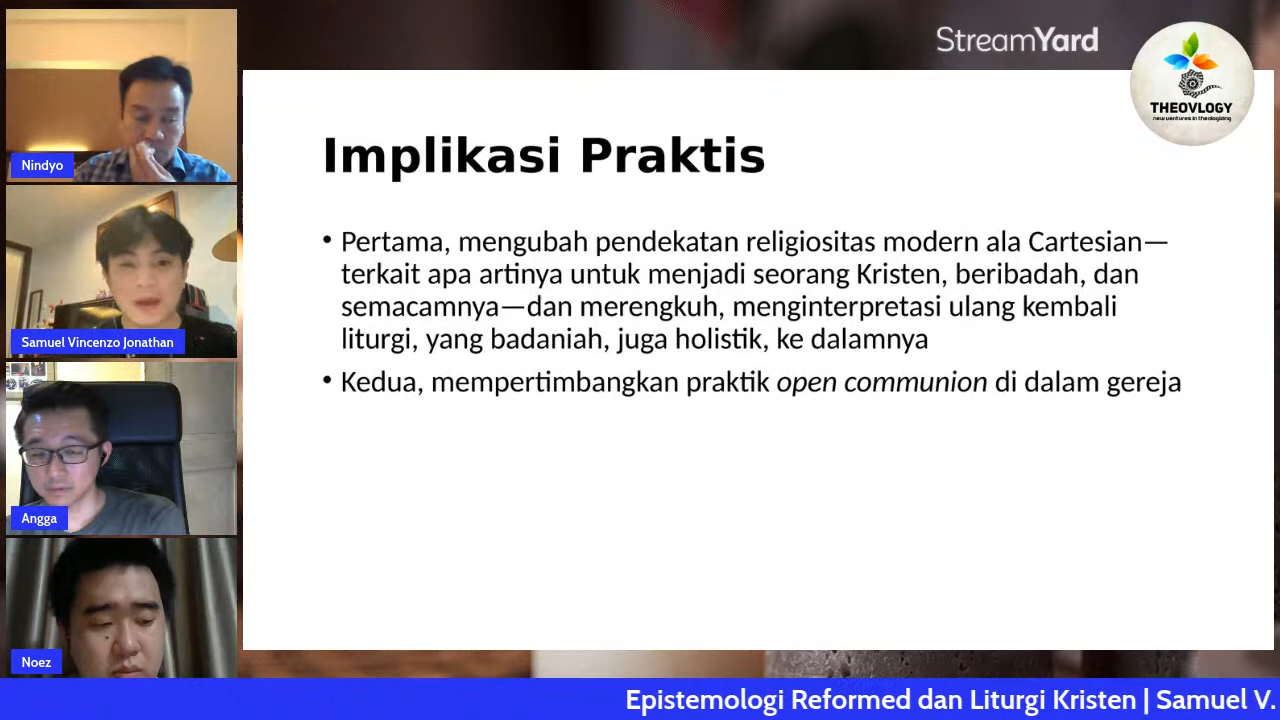 StreamYard
THEOVLOGY
new ventures in theologizing
Nindyo
Samuel Vincenzo Jonathan
Angga
Noez
Implikasi Praktis
• Pertama, mengubah pendekatan religiositas modern ala Cartesian—
terkait apa artinya untuk menjadi seorang Kristen, beribadah, dan
semacamnya—dan merengkuh, menginterpretasi ulang kembali
liturgi, yang badaniah, juga holistik, ke dalamnya
• Kedua, mempertimbangkan praktik open communion di dalam gereja
Epistemologi Reformed dan Liturgi Kristen | Samuel V.